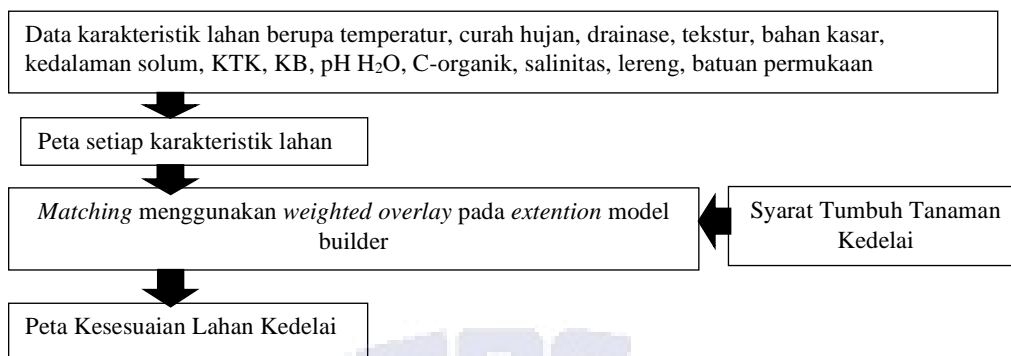 Data karakteristik lahan berupa temperatur, curah hujan, drainase, tekstur, bahan kasar,
kedalaman solum, KTK, KB, pH H₂O, C-organik, salinitas, lereng, batuan permukaan
Peta setiap karakteristik lahan
Matching menggunakan weighted overlay pada extention model
builder
Syarat Tumbuh Tanaman
Kedelai
Peta Kesesuaian Lahan Kedelai